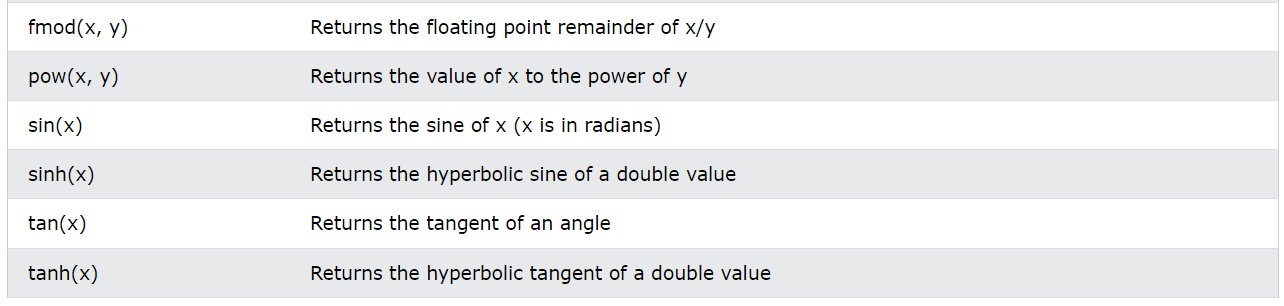 fmod(x, y) Returns the floating point remainder of x/y
pow(x, y) Returns the value of x to the power of y
sin(x) Returns the sine of x (x is in radians)
sinh(x) Returns the hyperbolic sine of a double value
tan(x) Returns the tangent of an angle
tanh(x) Returns the hyperbolic tangent of a double value